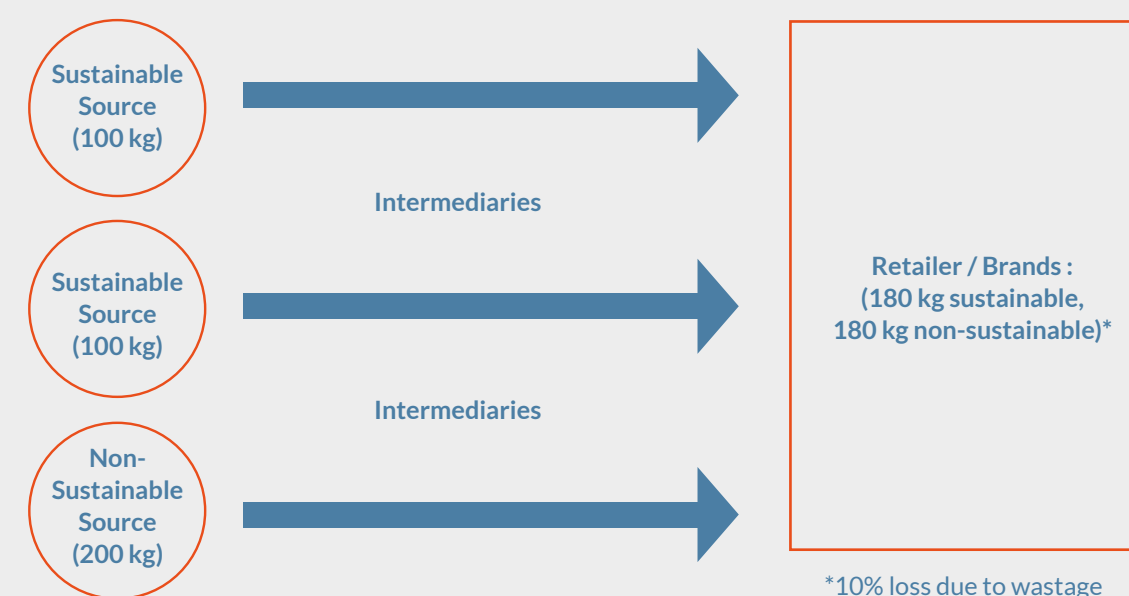 Sustainable
Source
(100 kg)
Intermediaries
Sustainable
Source
(100 kg)
Intermediaries
Non-
Sustainable
Source
(200 kg)
Retailer / Brands :
(180 kg sustainable,
180 kg non-sustainable)*
*10% loss due to wastage